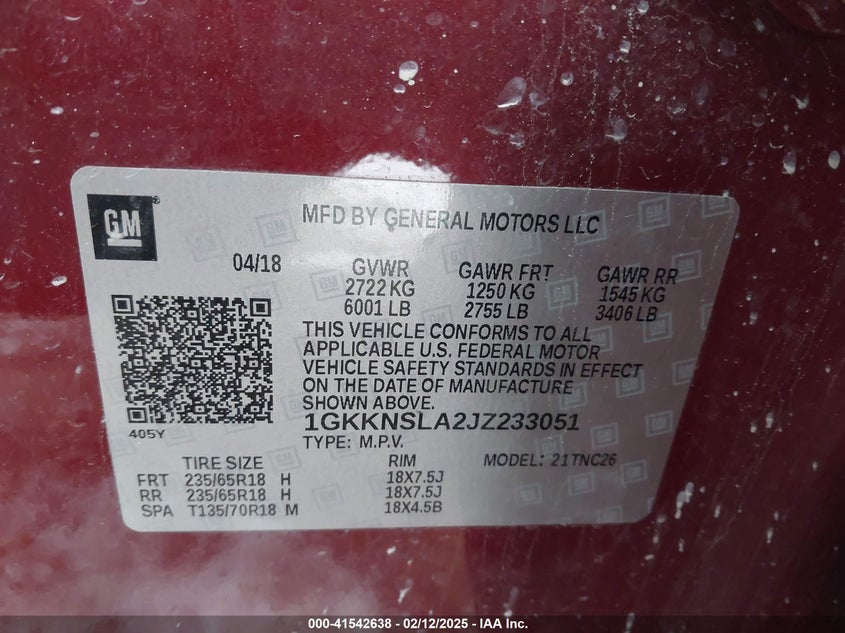 GM®
MFD BY GENERAL MOTORS LLC
04/18
GVWR
2722 KG
6001 LB
GAWR FRT
1250 KG
2755 LB
GAWR RR
1545 KG
3406 LB
THIS VEHICLE CONFORMS TO ALL
APPLICABLE U.S. FEDERAL MOTOR
VEHICLE SAFETY STANDARDS IN EFFECT
ON THE DATE OF MANUFACTURE
SHOWN ABOVE.
405Y
1GKKNSLA2JZ233051
TYPE: M.P.V.
MODEL: 21TNC26
TIRE SIZE RIM
FRT 235/65R18 H 18X7.5J
RR 235/65R18 H 18X7.5J
SPA T135/70R18 M 18X4.5B
000-41542638 - 02/12/2025 - IAA Inc.